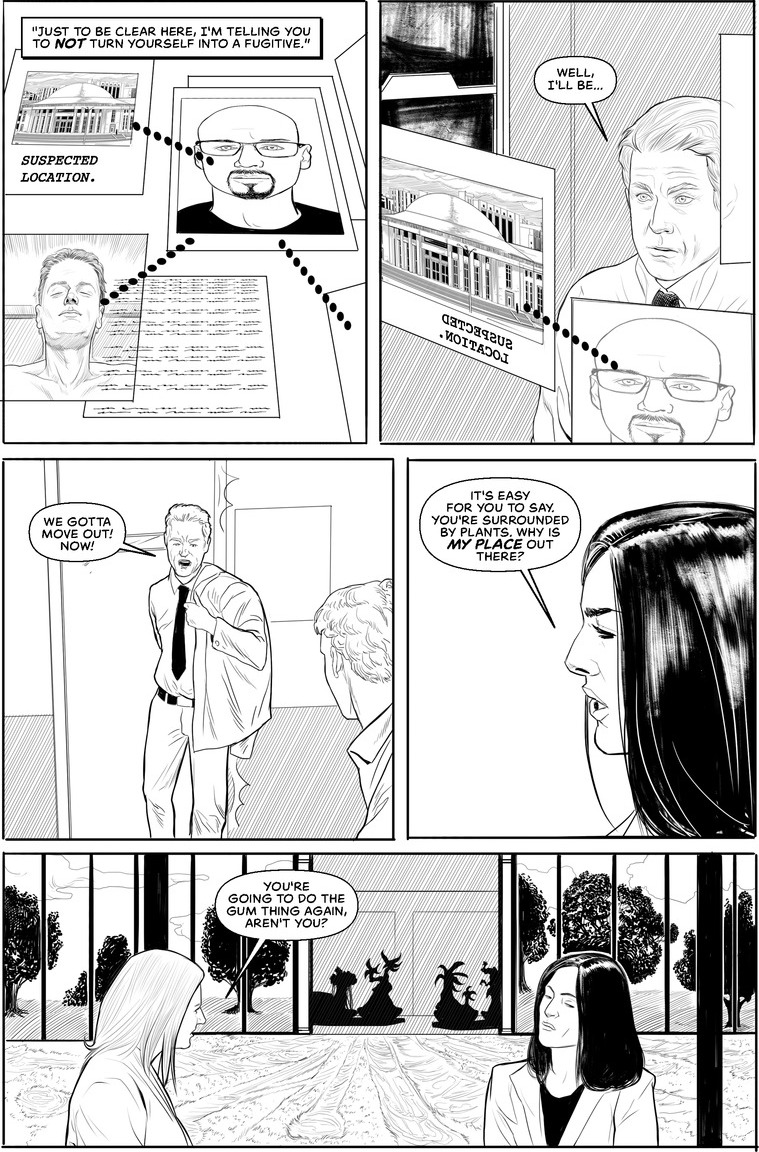 "JUST TO BE CLEAR HERE, I'M TELLING YOU
TO NOT TURN YOURSELF INTO A FUGITIVE."
SUSPECTED
LOCATION.
WELL,
I'LL BE...
SUSPECTED
LOCATION.
WE GOTTA
MOVE OUT!
NOW!
IT'S EASY
FOR YOU TO SAY.
YOU'RE SURROUNDED
BY PLANTS. WHY IS
MY PLACE OUT
THERE?
YOU'RE
GOING TO DO THE
GUM THING AGAIN,
AREN'T YOU?